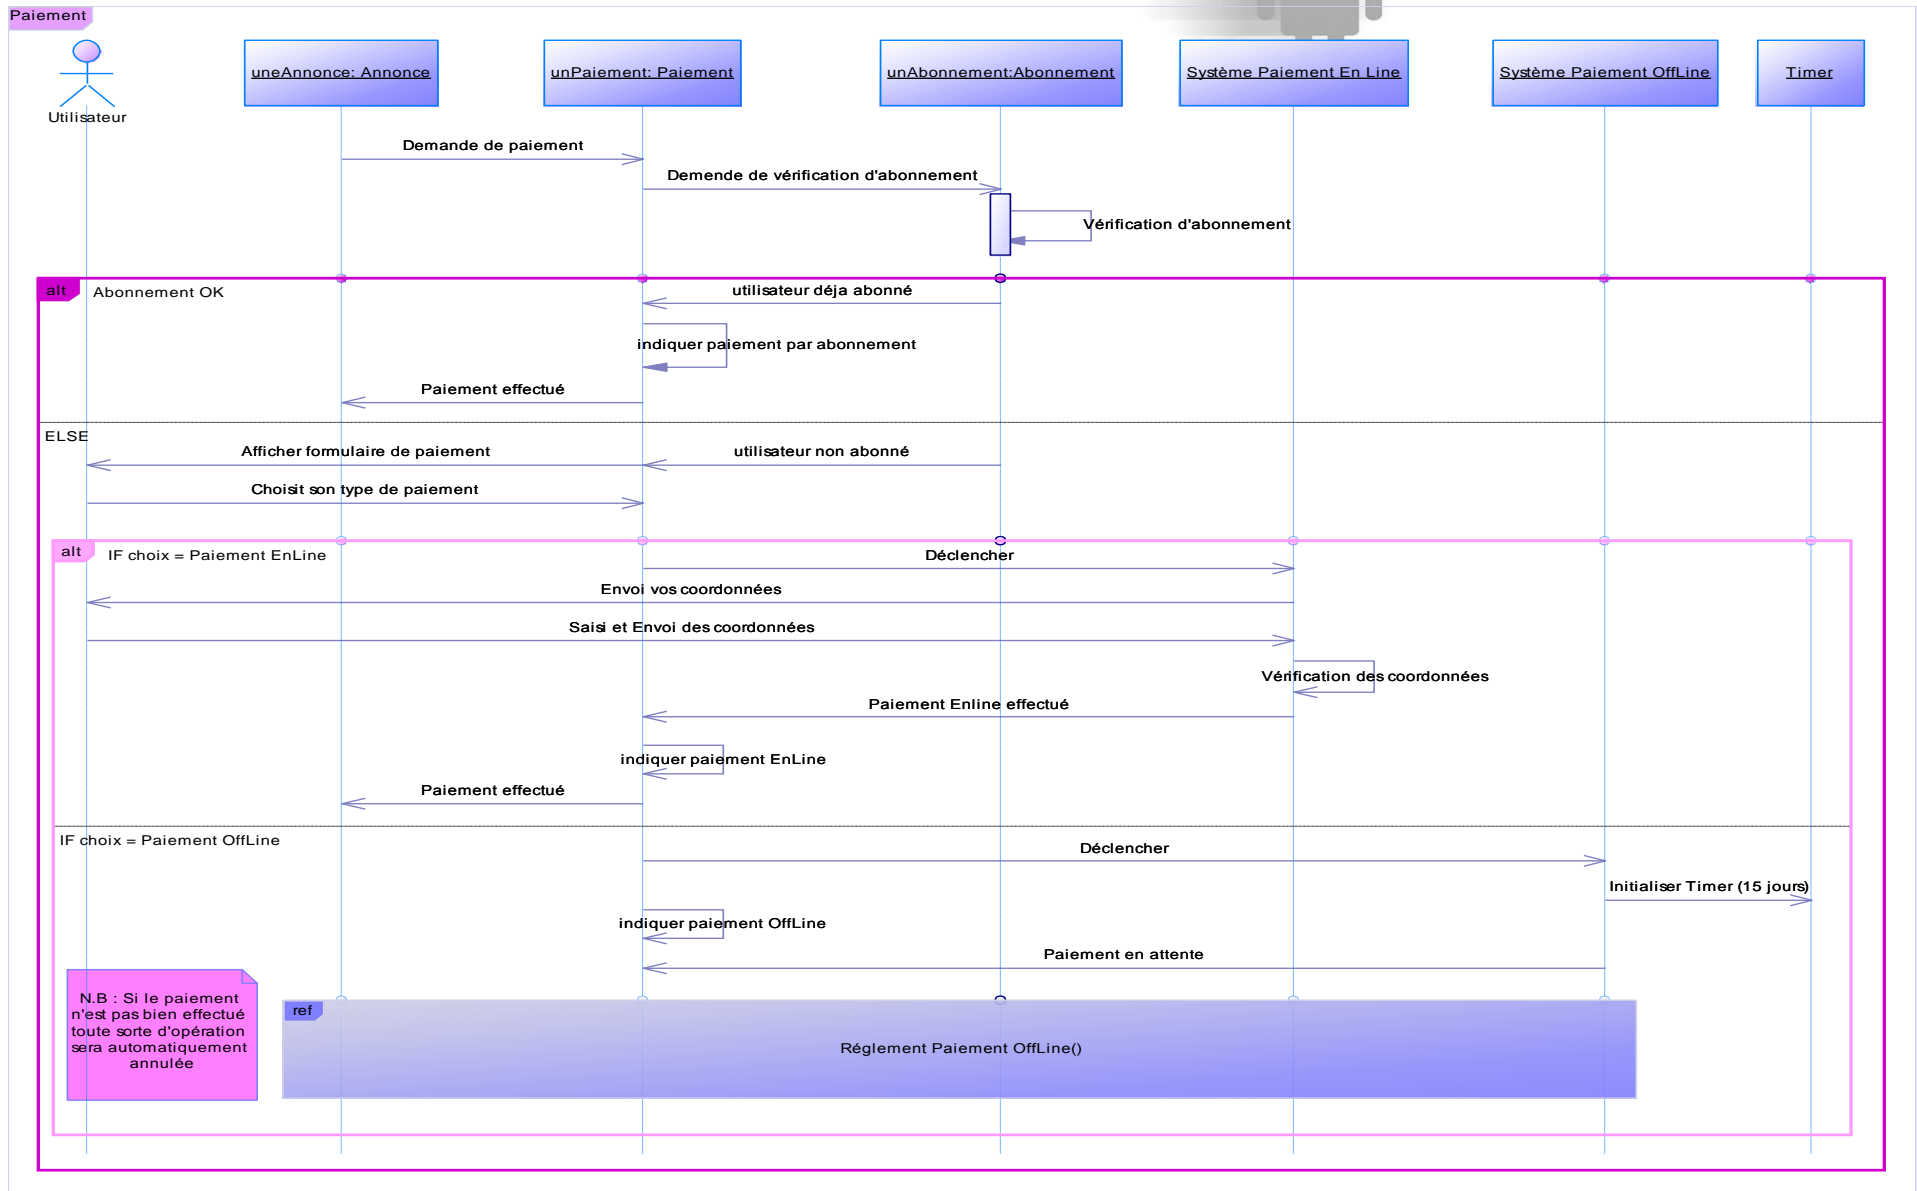 Paiement
uneAnnonce: Annonce
unPaiement: Paiement
unAbonnement:Abonnement
Système Paiement En Line
Système Paiement OffLine
Timer
Utilisateur
Demande de paiement
Demende de vérification d'abonnement
Vérification d'abonnement
alt
Abonnement OK
utilisateur déja abonné
indiquer paiement par abonnement
Paiement effectué
ELSE
Afficher formulaire de paiement
utilisateur non abonné
Choisit son type de paiement
alt
IF choix = Paiement EnLine
Déclencher
Envoi vos coordonnées
Saisi et Envoi des coordonnées
Vérification des coordonnées
Paiement Enline effectué
indiquer paiement EnLine
Paiement effectué
IF choix = Paiement OffLine
Déclencher
Initialiser Timer (15 jours)
indiquer paiement OffLine
Paiement en attente
N.B : Si le paiement
n'est pas bien effectué
toute sorte d'opération
sera automatiquement
annulée
ref
Réglement Paiement OffLine()